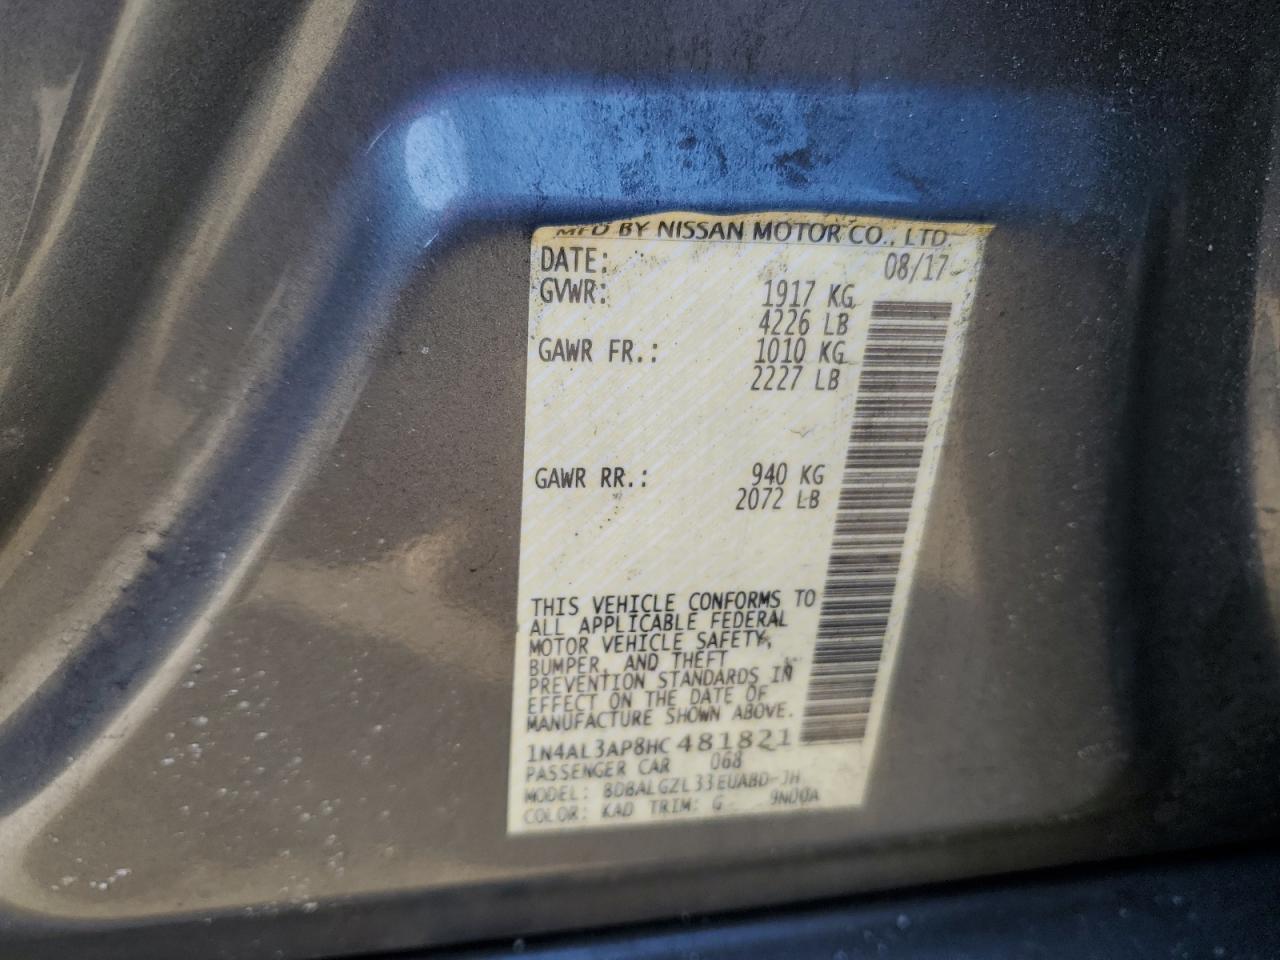 MFD BY NISSAN MOTOR CO., LTD.
DATE: 08/17
GVWR: 1917 KG
4226 LB
GAWR FR.: 1010 KG
2227 LB
GAWR RR.: 940 KG
2072 LB
THIS VEHICLE CONFORMS TO
ALL APPLICABLE FEDERAL
MOTOR VEHICLE SAFETY,
BUMPER, AND THEFT
PREVENTION STANDARDS IN
EFFECT ON THE DATE OF
MANUFACTURE SHOWN ABOVE.
1N4AL3AP8HC481821
PASSENGER CAR 068
MODEL: BDBALGZL33EUABD-JH
COLOR: KAD TRIM: G 9N00A